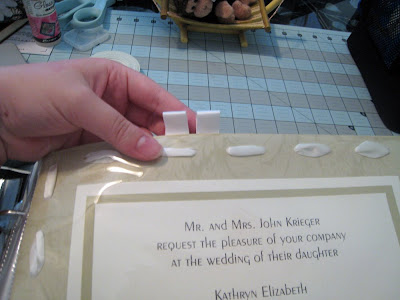 Mr. and Mrs. John Krieger
request the pleasure of your company
at the wedding of their daughter
Kathryn Elizabeth